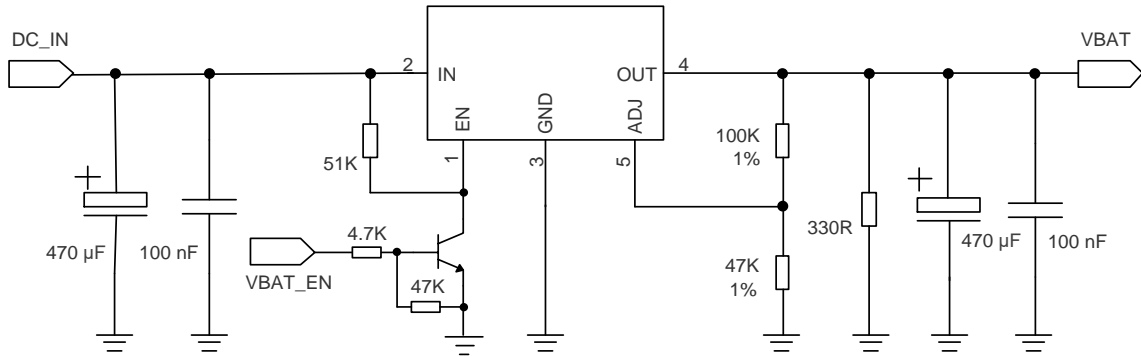 DC_IN
VBAT
2
IN
OUT
4
EN
GND
ADJ
1
3
5
51K
100K
1%
+
470 µF
100 nF
4.7K
VBAT_EN
47K
330R
47K
1%
+
470 µF
100 nF